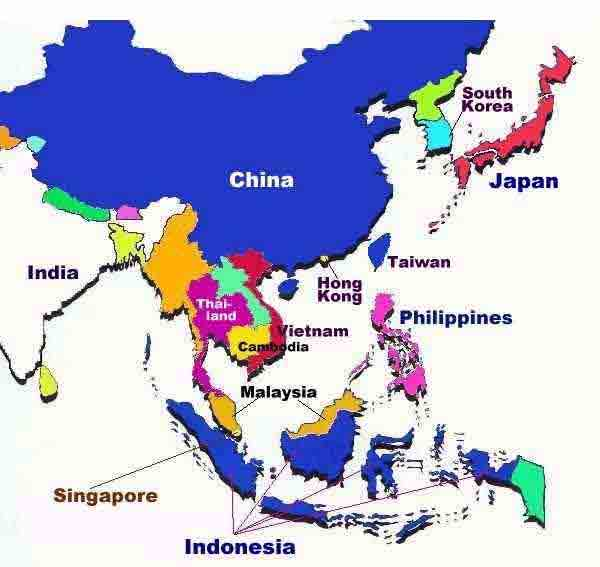 South
Korea
China
Japan
Taiwan
India
Hong
Kong
Thai-
land
Philippines
Vietnam
Cambodia
Malaysia
Singapore
Indonesia